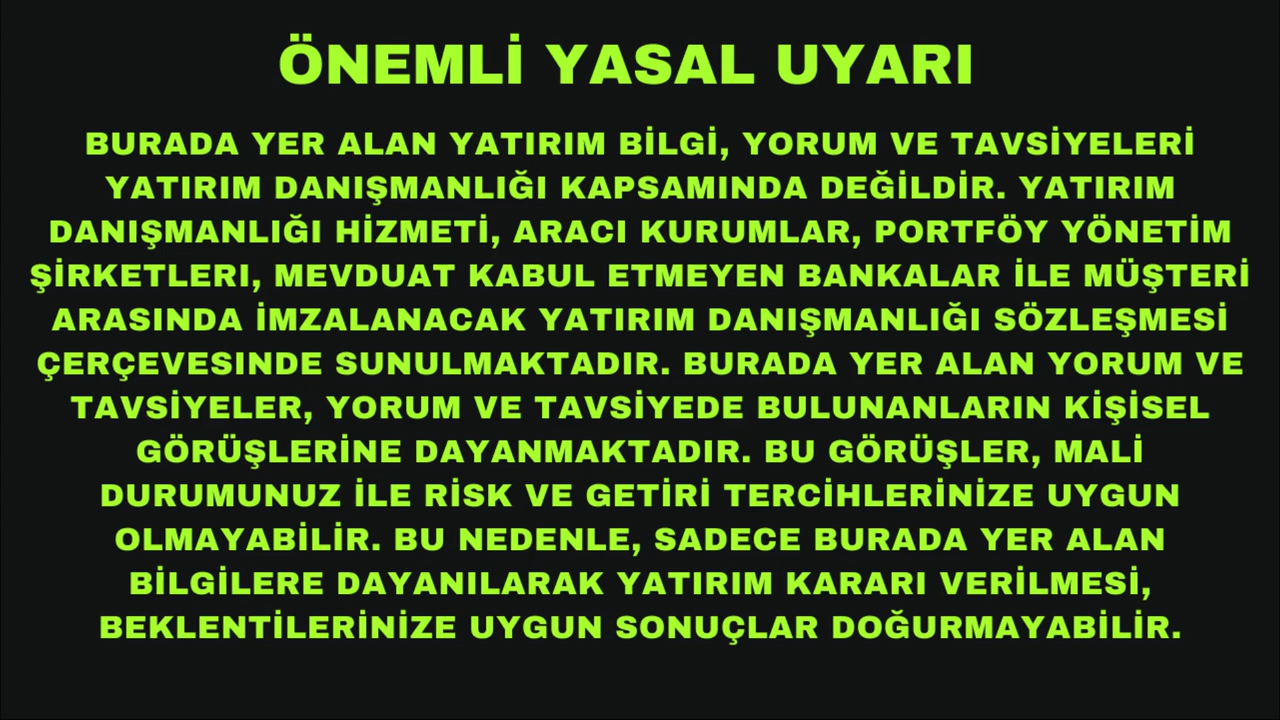 ÖNEMLİ YASAL UYARI
BURADA YER ALAN YATIRIM BİLGİ, YORUM VE TAVSİYELERİ
YATIRIM DANIŞMANLIĞI KAPSAMINDA DEĞİLDİR. YATIRIM
DANIŞMANLIĞI HİZMETİ, ARACI KURUMLAR, PORTFÖY YÖNETİM
ŞİRKETLERI, MEVDUAT KABUL ETMEYEN BANKALAR İLE MÜŞTERİ
ARASINDA İMZALANACAK YATIRIM DANIŞMANLIĞI SÖZLEŞMESİ
ÇERÇEVESINDE SUNULMAKTADIR. BURADA YER ALAN YORUM VE
TAVSİYELER, YORUM VE TAVSİYEDE BULUNANLARIN KİŞİSEL
GÖRÜŞLERİNE DAYANMAKTADIR. BU GÖRÜŞLER, MALİ
DURUMUNUZ İLE RİSK VE GETİRİ TERCİHLERİNİZE UYGUN
OLMAYABİLİR. BU NEDENLE, SADECE BURADA YER ALAN
BİLGİLERE DAYANILARAK YATIRIM KARARI VERİLMESİ,
BEKLENTİLERİNİZE UYGUN SONUÇLAR DOĞURMAYABİLİR.